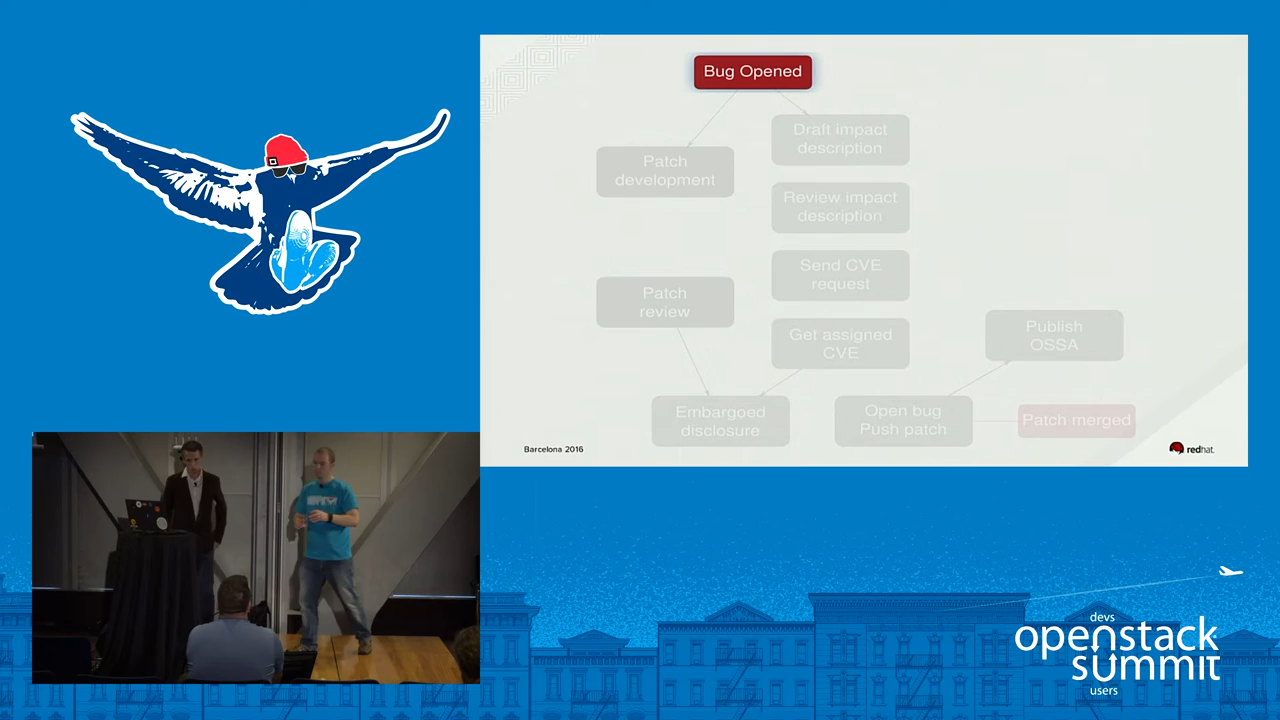 Bug Opened
Draft impact
description
Patch
development
Review impact
description
Send CVE
request
Patch
review
Get assigned
CVE
Publish
OSSA
Embargoed
disclosure
Open bug
Push patch
Patch merged
Barcelona 2016
redhat.
devs
openstack
summit
users